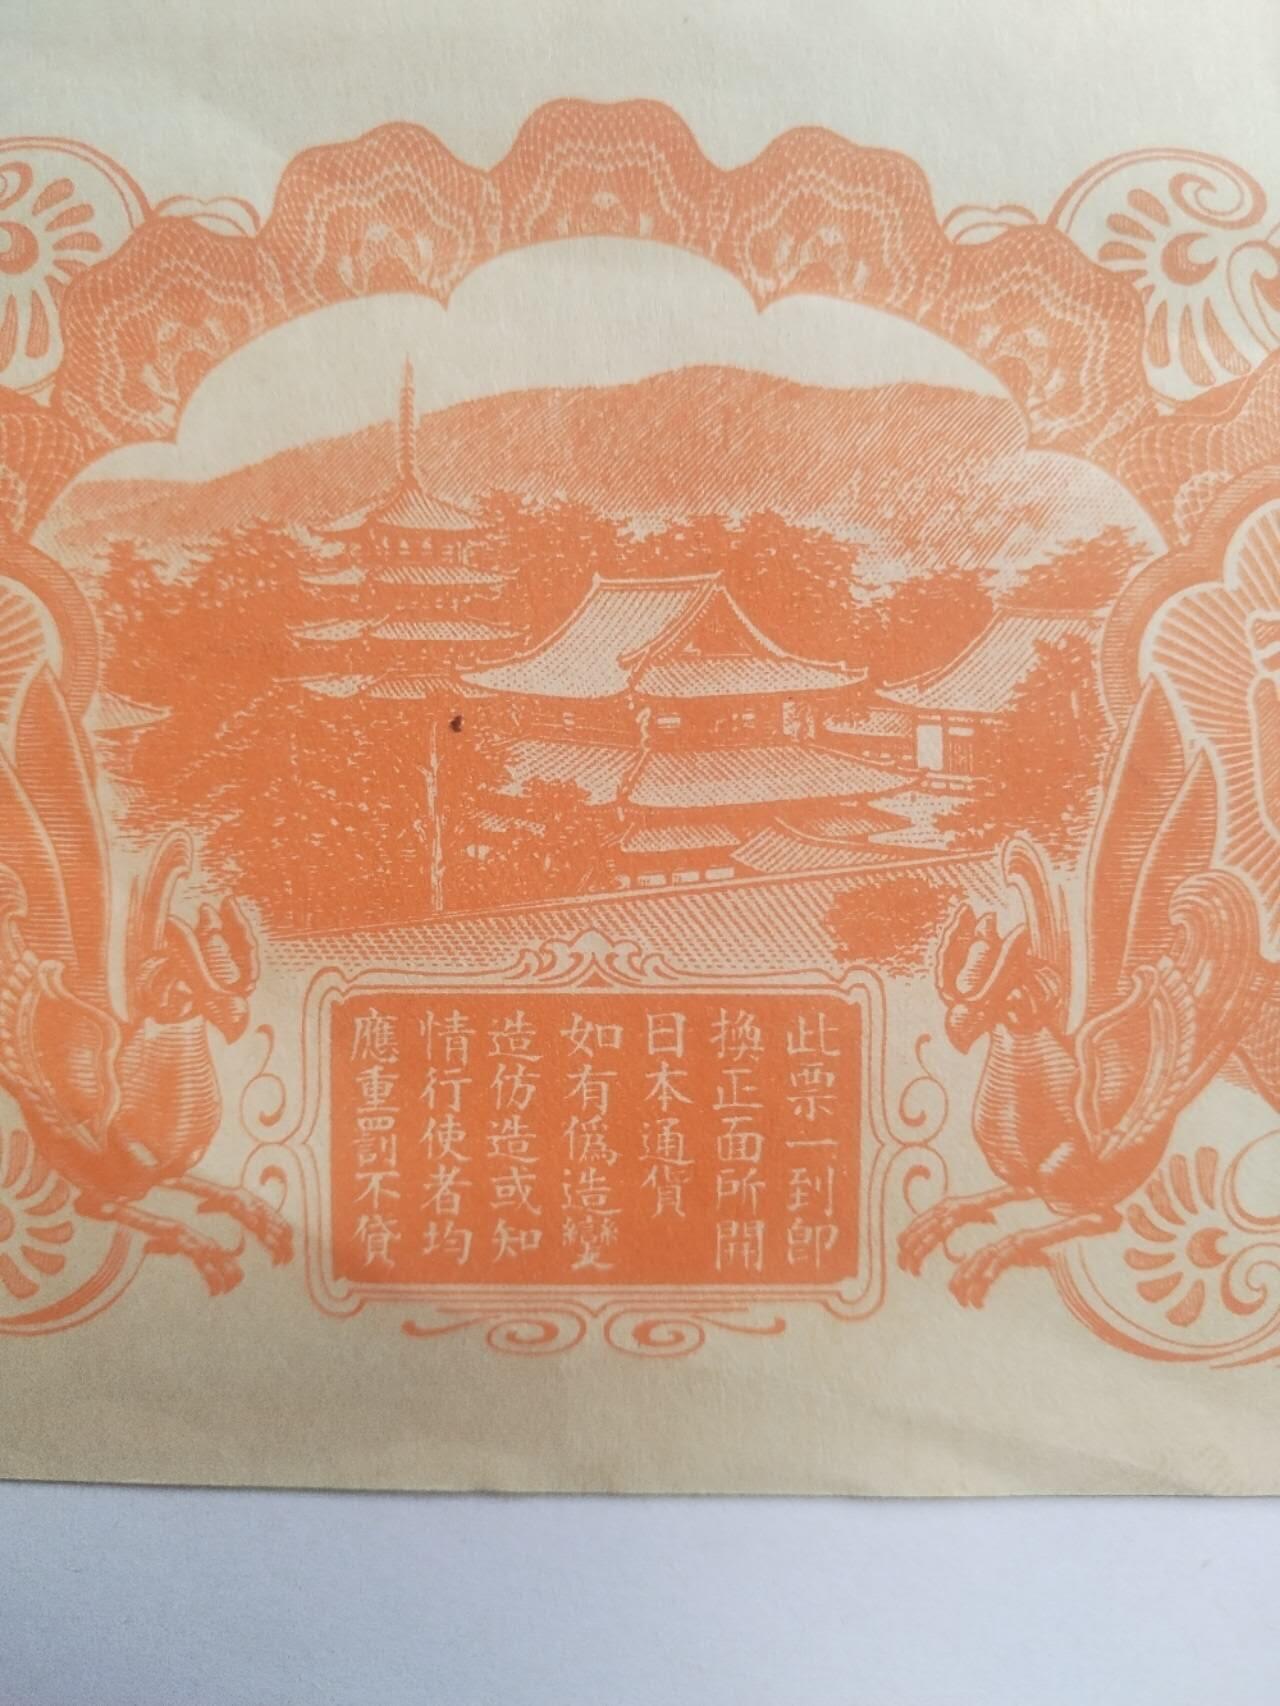 此票一到即
換正面所開
日本通貨
如有僞造變
造仿造或知
情行使者均
應重罰不貸